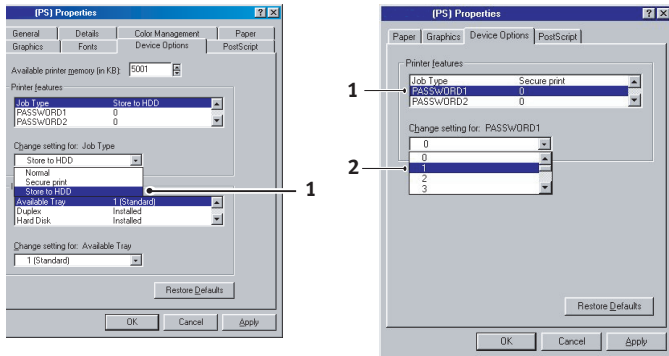 (PS) Properties
General Details Color Management Paper
Graphics Fonts Device Options PostScript
Available printer memory (in KB): 5001
Printer features
Job Type Store to HDD
PASSWORD1 0
PASSWORD2 0
Change setting for: Job Type
Store to HDD
Normal
Secure print
Store to HDD
1
Available Tray 1 (Standard)
Duplex Installed
Hard Disk Installed
Change setting for: Available Tray
1 (Standard)
Restore Defaults
OK Cancel Apply
(PS) Properties
Paper Graphics Device Options PostScript
Printer features
Job Type Secure print
1 PASSWORD1 0
PASSWORD2 0
Change setting for: PASSWORD1
0
0
2 1
2
3
Restore Defaults
OK Cancel Apply